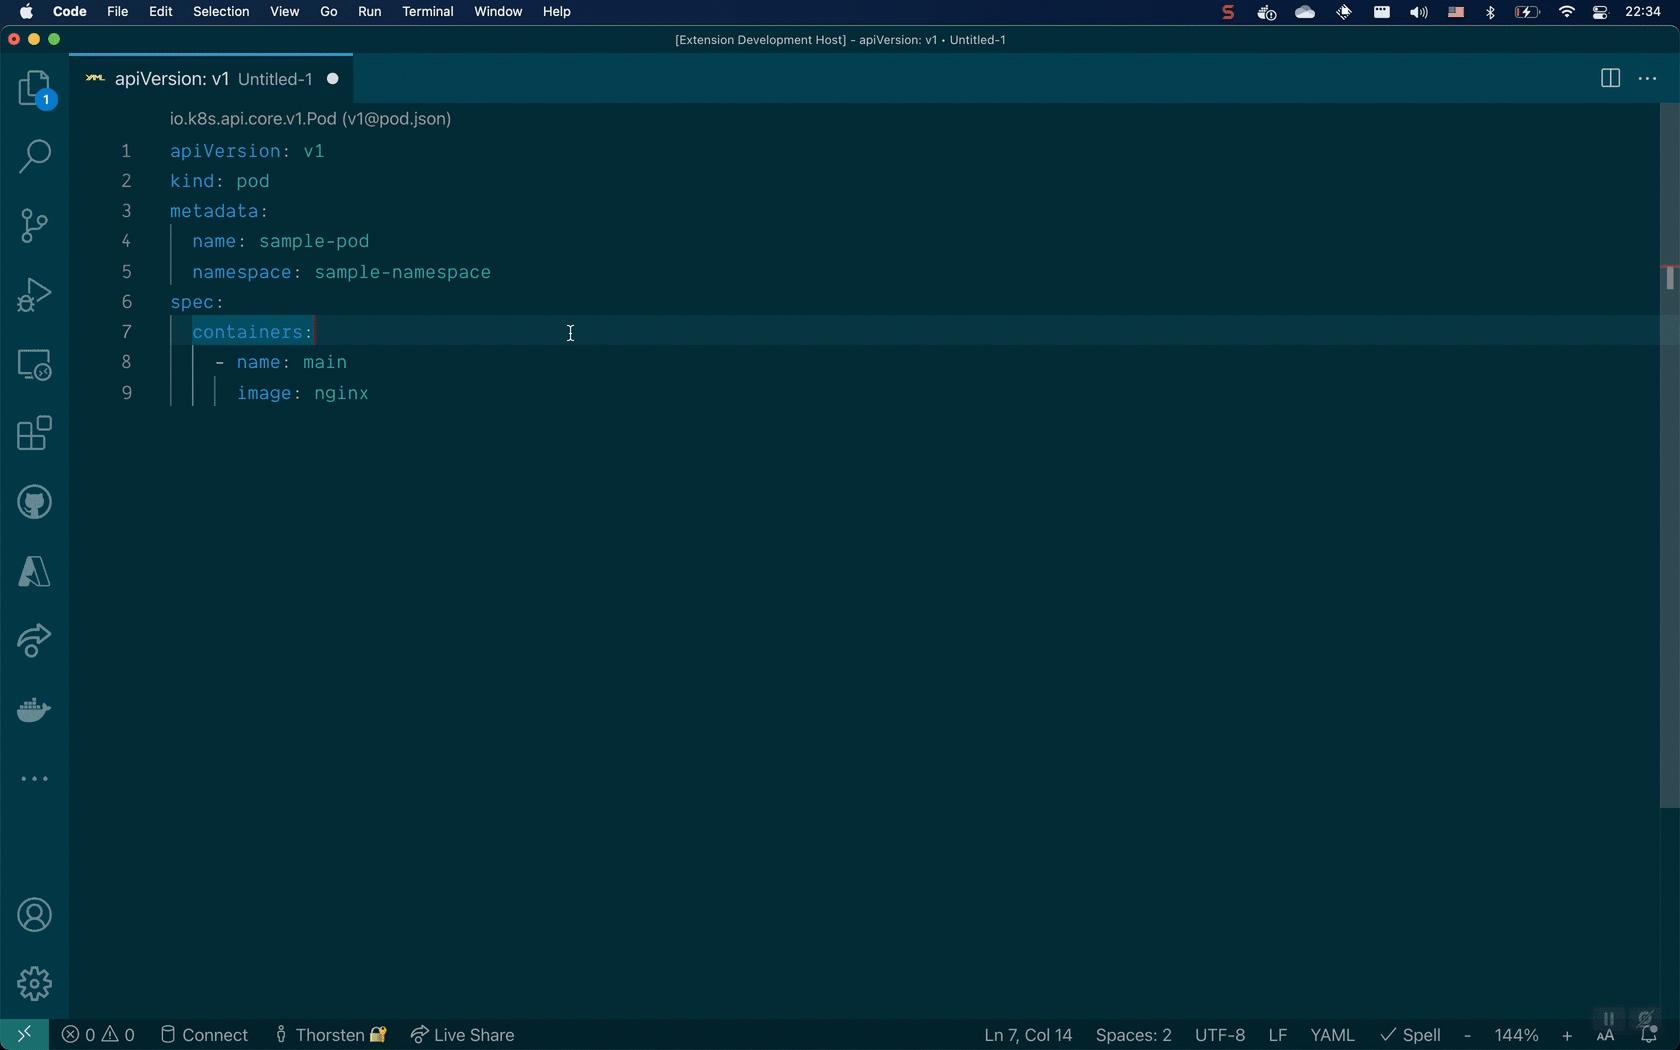 Code File Edit Selection View Go Run Terminal Window Help 22:34
[Extension Development Host] - apiVersion: v1 • Untitled-1
YAML apiVersion: v1 Untitled-1
1
io.k8s.api.core.v1.Pod (v1@pod.json)
1 apiVersion: v1
2 kind: pod
3 metadata:
4 name: sample-pod
5 namespace: sample-namespace
6 spec:
7 containers:
8 - name: main
9 image: nginx
0 0 Connect Thorsten Live Share Ln 7, Col 14 Spaces: 2 UTF-8 LF YAML Spell - 144% + AA